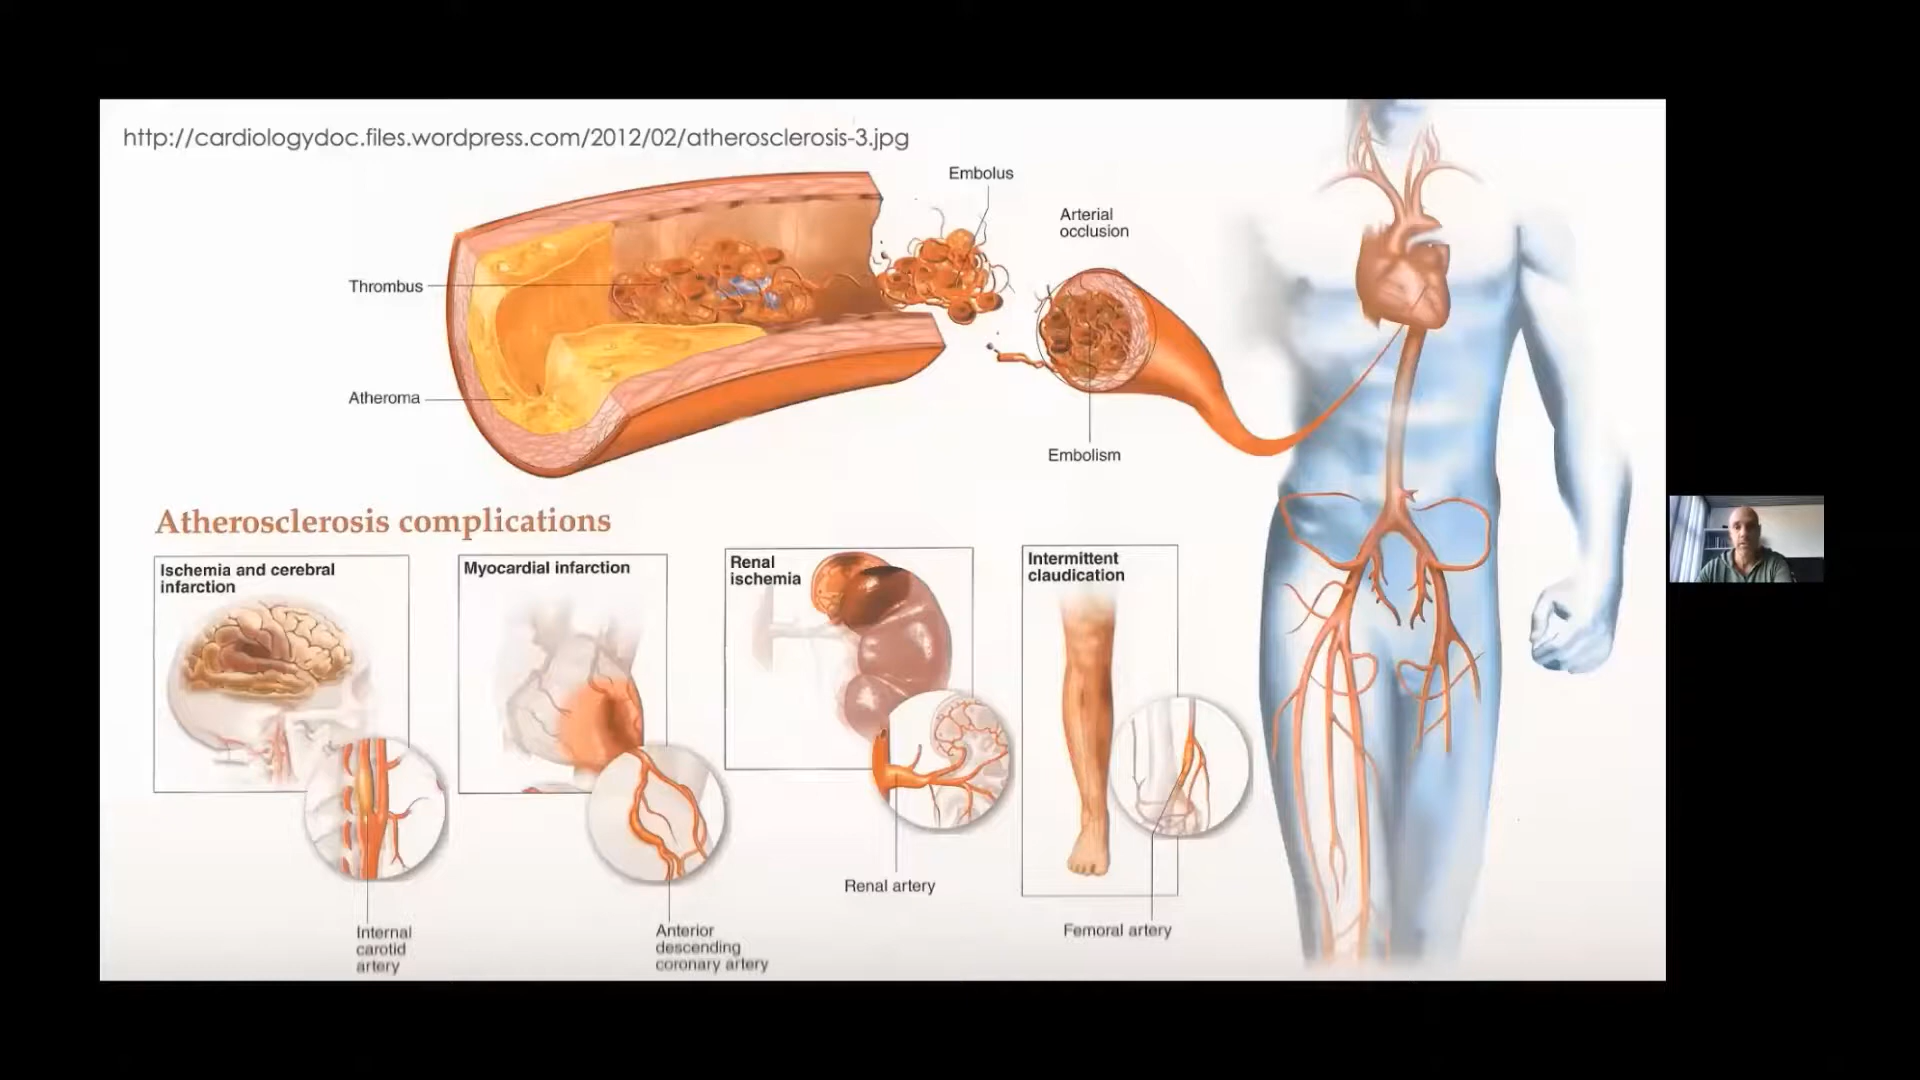 http://cardiologydoc.files.wordpress.com/2012/02/atherosclerosis-3.jpg
Embolus
Arterial
occlusion
Thrombus
Atheroma
Embolism
Atherosclerosis complications
Ischemia and cerebral
infarction
Myocardial infarction
Renal
ischemia
Intermittent
claudication
Renal artery
Femoral artery
Internal
carotid
artery
Anterior
descending
coronary artery